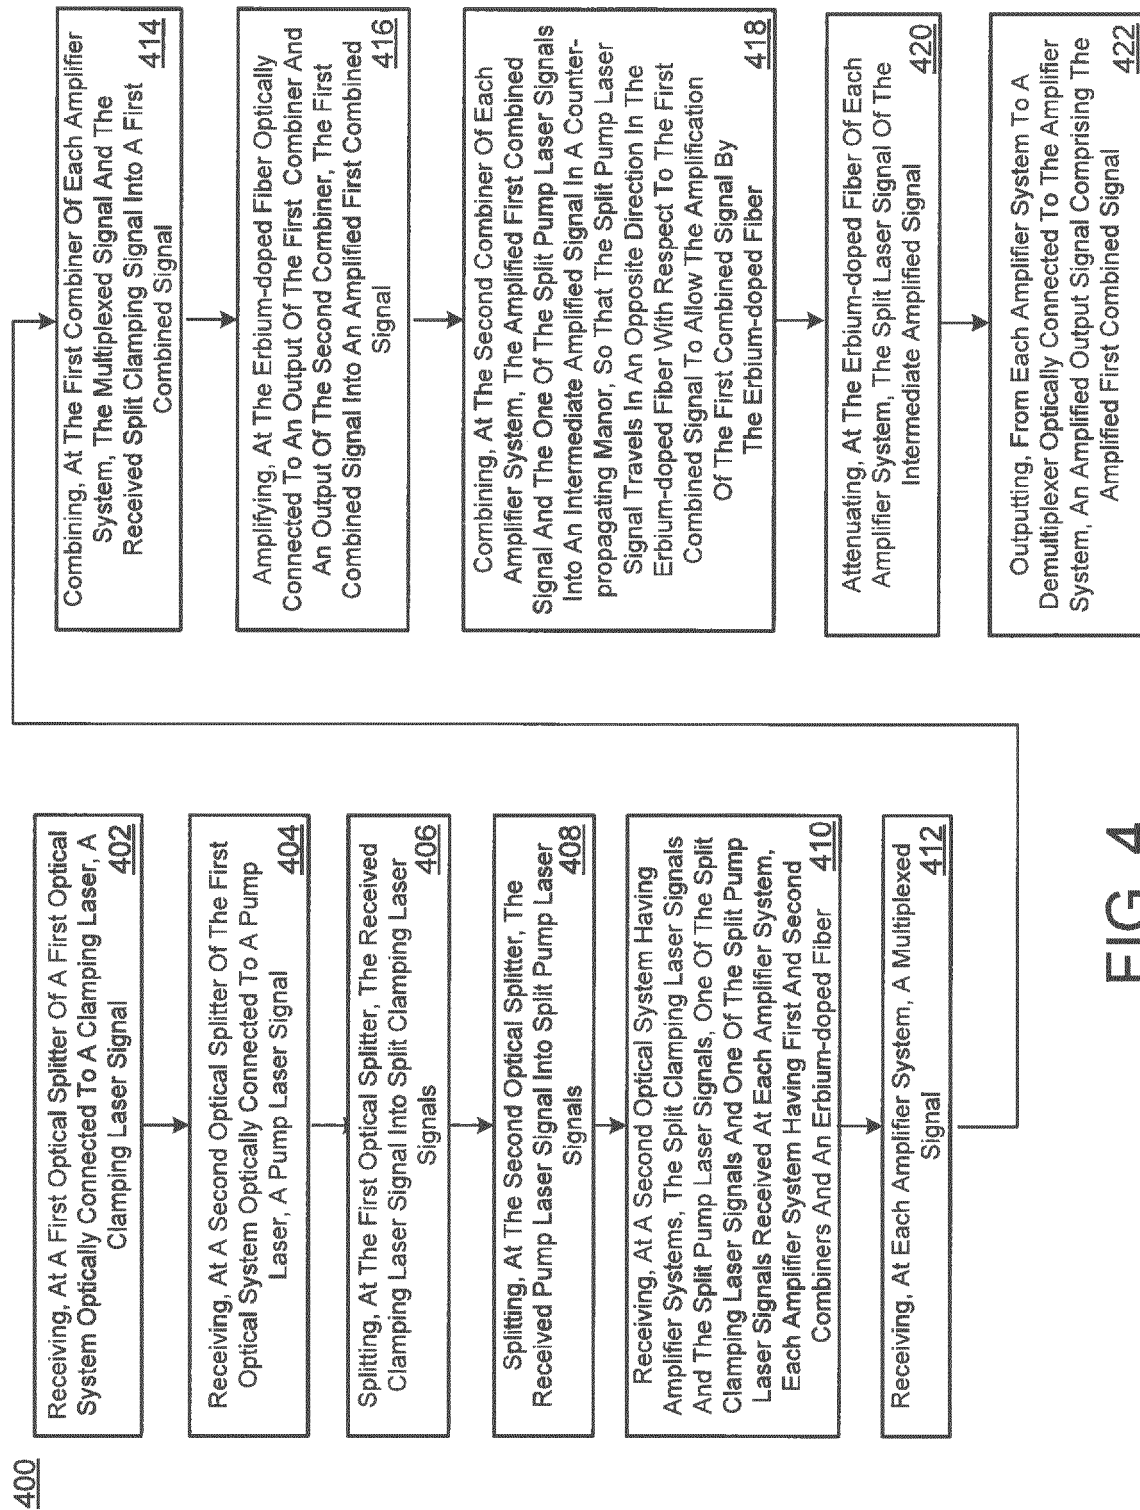 400
Receiving, At A First Optical Splitter Of A First Optical
System Optically Connected To A Clamping Laser, A
Clamping Laser Signal 402
Receiving, At A Second Optical Splitter Of The First
Optical System Optically Connected To A Pump
Laser, A Pump Laser Signal 404
Splitting, At The First Optical Splitter, The Received
Clamping Laser Signal Into Split Clamping Laser
Signals 406
Splitting, At The Second Optical Splitter, The
Received Pump Laser Signal Into Split Pump Laser
Signals 408
Receiving, At A Second Optical System Having
Amplifier Systems, The Split Clamping Laser Signals
And The Split Pump Laser Signals, One Of The Split
Clamping Laser Signals And One Of The Split Pump
Laser Signals Received At Each Amplifier System,
Each Amplifier System Having First And Second
Combiners And An Erbium-doped Fiber 410
Receiving, At Each Amplifier System, A Multiplexed
Signal 412
Combining, At The First Combiner Of Each Amplifier
System, The Multiplexed Signal And The
Received Split Clamping Signal Into A First
Combined Signal 414
Amplifying, At The Erbium-doped Fiber Optically
Connected To An Output Of The First Combiner And
An Output Of The Second Combiner, The First
Combined Signal Into An Amplified First Combined
Signal 416
Combining, At The Second Combiner Of Each
Amplifier System, The Amplified First Combined
Signal And The One Of The Split Pump Laser Signals
Into An Intermediate Amplified Signal In A Counter-
propagating Manor, So That The Split Pump Laser
Signal Travels In An Opposite Direction In The
Erbium-doped Fiber With Respect To The First
Combined Signal To Allow The Amplification
Of The First Combined Signal By
The Erbium-doped Fiber 418
Attenuating, At The Erbium-doped Fiber Of Each
Amplifier System, The Split Laser Signal Of The
Intermediate Amplified Signal 420
Outputting, From Each Amplifier System To A
Demultiplexer Optically Connected To The Amplifier
System, An Amplified Output Signal Comprising The
Amplified First Combined Signal 422
FIG. 4